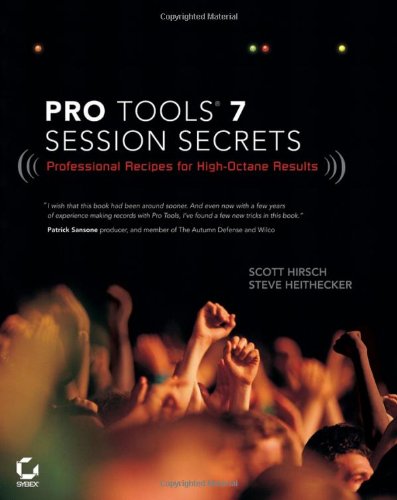 Copyrighted Material
PRO TOOLS® 7
SESSION SECRETS
Professional Recipes for High-Octane Results
"I wish that this book had been around sooner. And even now with a few years
of experience making records with Pro Tools, I've found a few new tricks in this book."
Patrick Sansone producer, and member of The Autumn Defense and Wilco
SCOTT HIRSCH
STEVE HEITHECKER
SYBEX®
Copyrighted Material